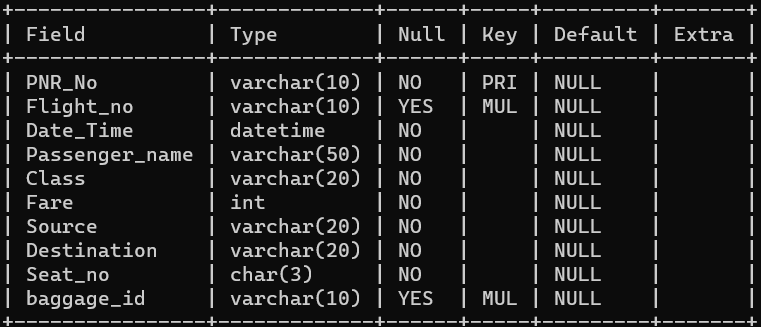 +-----------------+-------------+------+-----+---------+-------+
| Field           | Type        | Null | Key | Default | Extra |
+-----------------+-------------+------+-----+---------+-------+
| PNR_No          | varchar(10) | NO   | PRI | NULL    |       |
| Flight_no       | varchar(10) | YES  | MUL | NULL    |       |
| Date_Time       | datetime    | NO   |     | NULL    |       |
| Passenger_name  | varchar(50) | NO   |     | NULL    |       |
| Class           | varchar(20) | NO   |     | NULL    |       |
| Fare            | int         | NO   |     | NULL    |       |
| Source          | varchar(20) | NO   |     | NULL    |       |
| Destination     | varchar(20) | NO   |     | NULL    |       |
| Seat_no         | char(3)     | NO   |     | NULL    |       |
| baggage_id      | varchar(10) | YES  | MUL | NULL    |       |
+-----------------+-------------+------+-----+---------+-------+